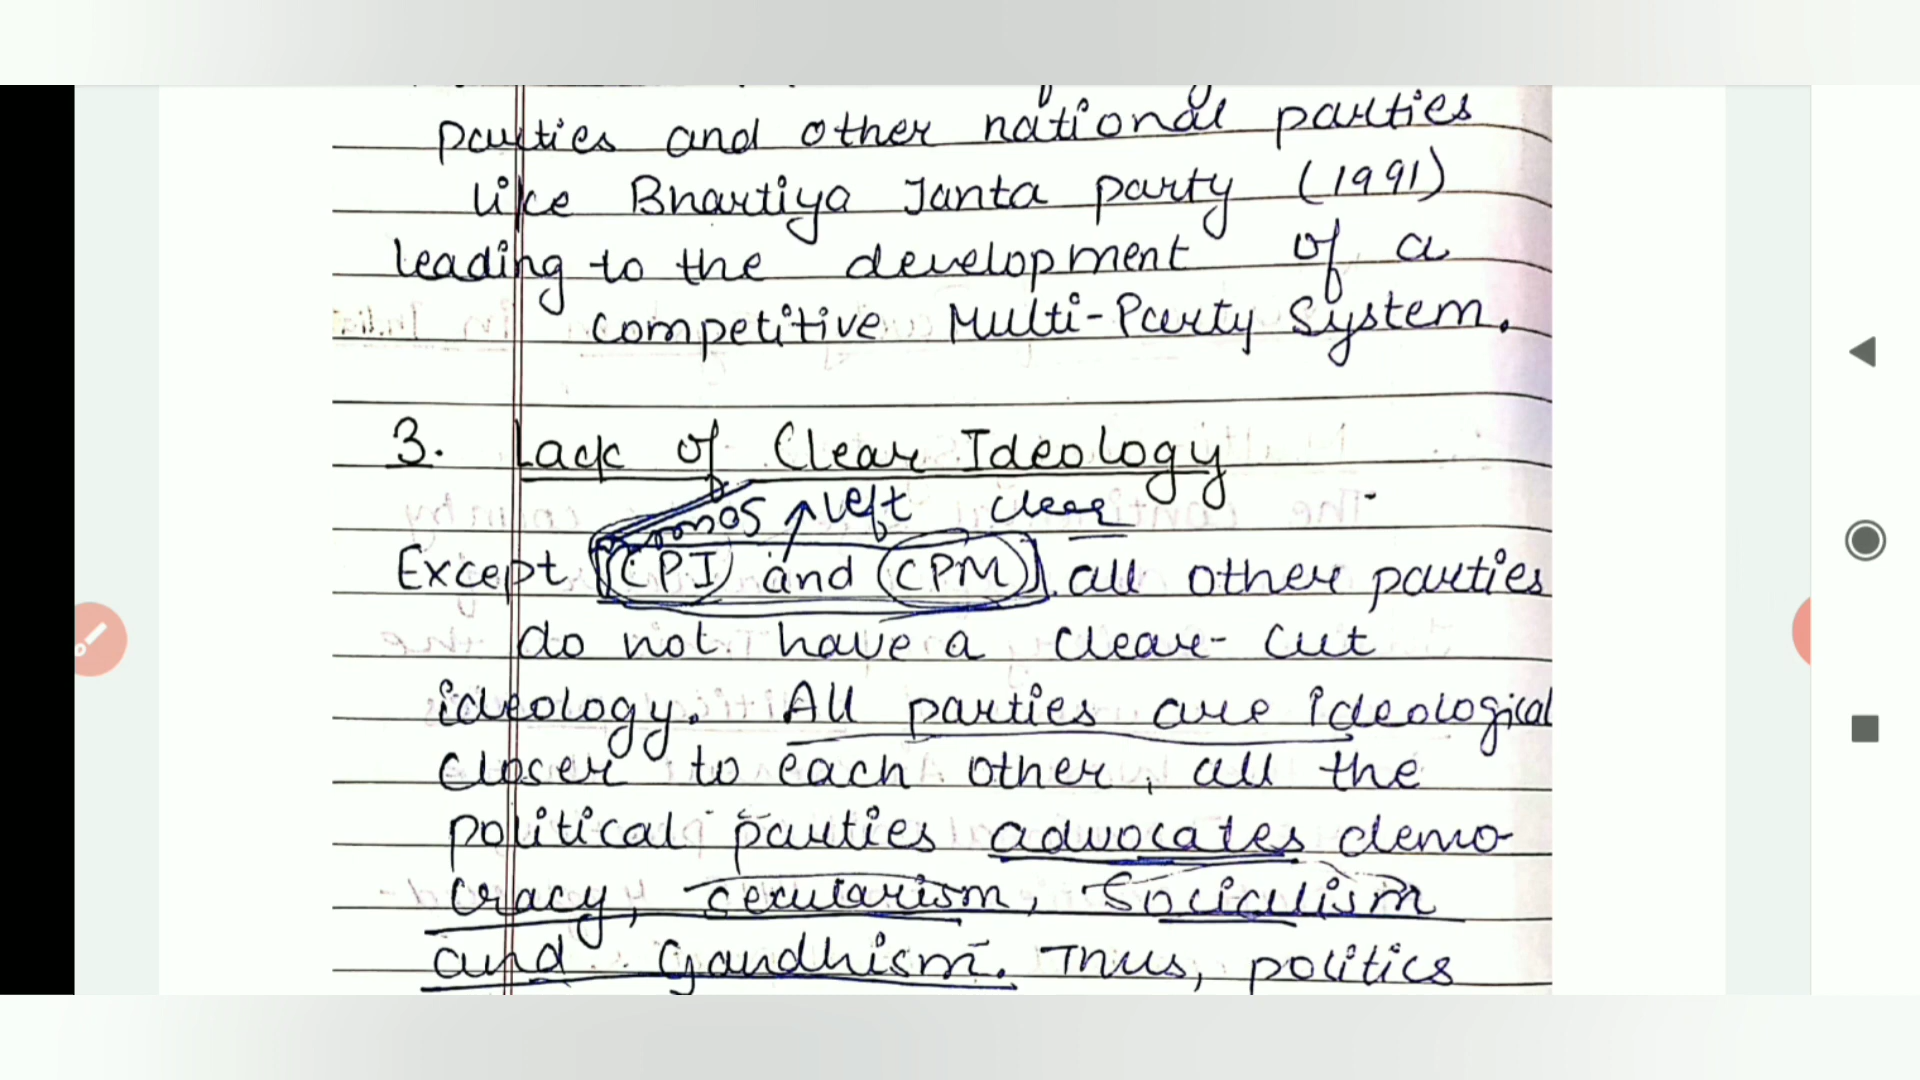 parties and other national parties
like Bhartiya Janta party (1991)
leading to the development of a
competitive Multi-Party System.
3. Lack of Clear Ideology
left clear
Except (CPI and CPM) all other parties
do not have a clear-cut
ideology. All parties are ideological
closer to each other, all the
political parties advocates demo
cracy, secularism, Socialism
and Gandhism. Thus, politics